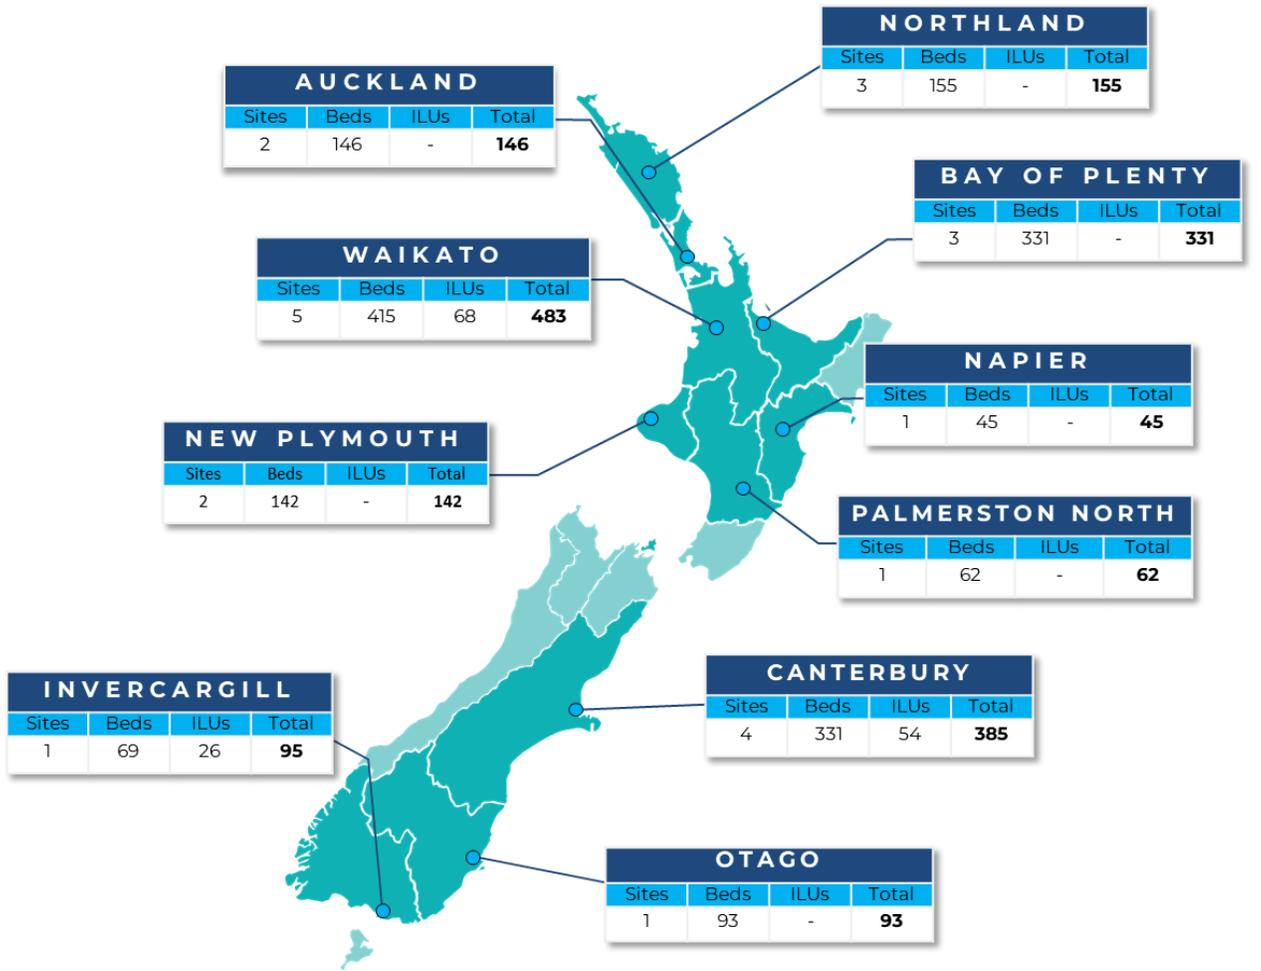 NORTHLAND
Sites Beds ILUs Total
3 155 - 155
AUCKLAND
Sites Beds ILUs Total
2 146 - 146
BAY OF PLENTY
Sites Beds ILUs Total
3 331 - 331
WAIKATO
Sites Beds ILUs Total
5 415 68 483
NAPIER
Sites Beds ILUs Total
1 45 - 45
NEW PLYMOUTH
Sites Beds ILUs Total
2 142 - 142
PALMERSTON NORTH
Sites Beds ILUs Total
1 62 - 62
CANTERBURY
Sites Beds ILUs Total
4 331 54 385
INVERCARGILL
Sites Beds ILUs Total
1 69 26 95
OTAGO
Sites Beds ILUs Total
1 93 - 93